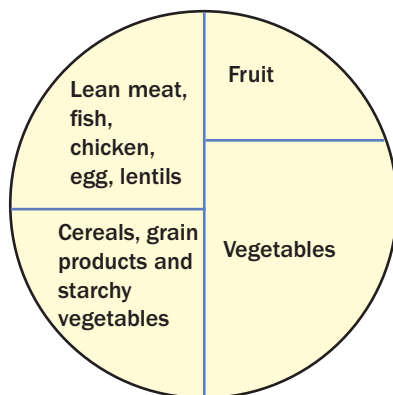 Lean meat,
fish,
chicken,
egg, lentils
Fruit
Cereals, grain
products and
starchy
vegetables
Vegetables